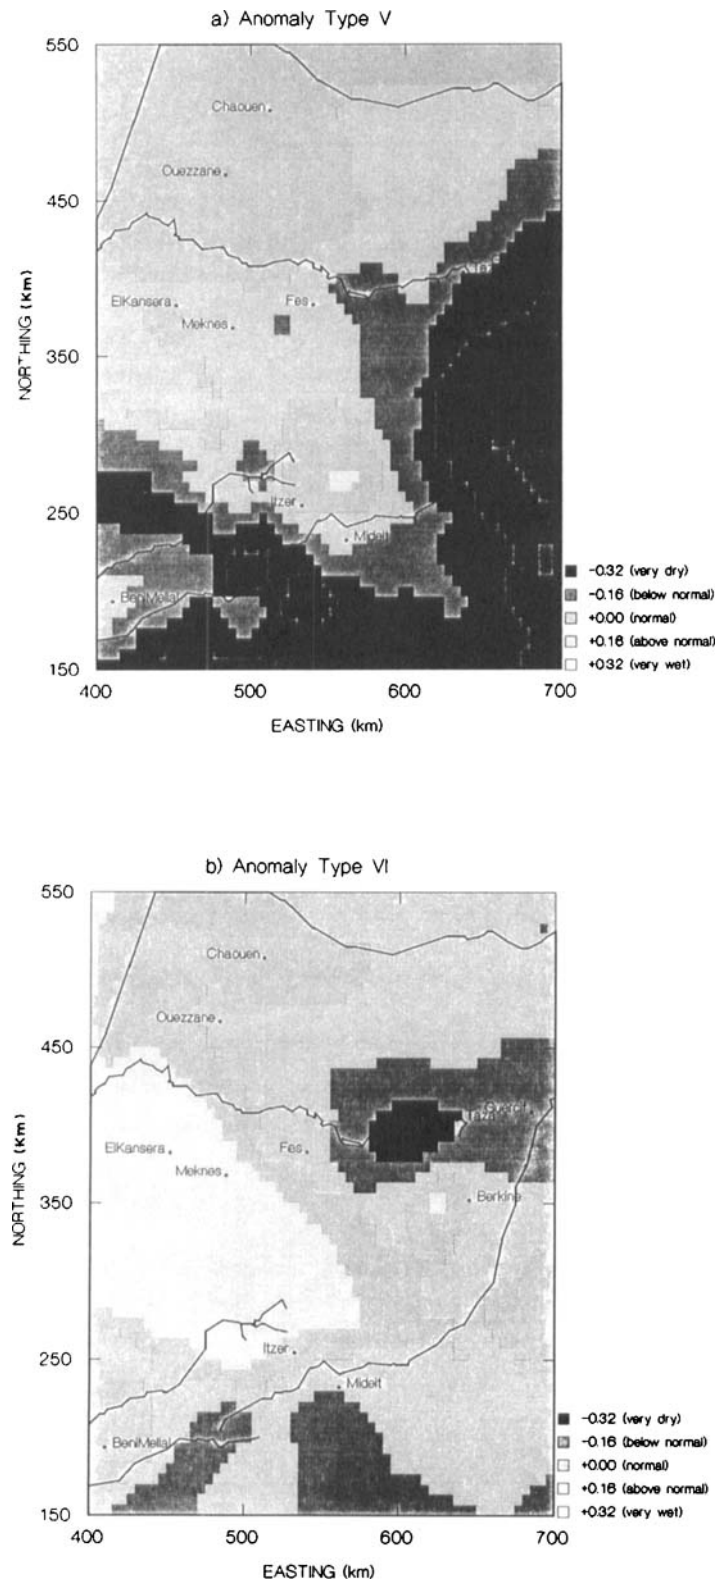 a) Anomaly Type V
550
450
350
250
150
NORTHING (Km)
Chaouen
Ouezzane
ElKansera
Fes
Meknes
Itzer
Midelt
BeniMellal
400
500
600
700
EASTING (km)
-0.32 (very dry)
-0.16 (below normal)
+0.00 (normal)
+0.16 (above normal)
+0.32 (very wet)
b) Anomaly Type VI
550
450
350
250
150
NORTHING (Km)
Chaouen
Ouezzane
ElKansera
Fes
Meknes
Berkine
Itzer
Midelt
BeniMellal
400
500
600
700
EASTING (km)
-0.32 (very dry)
-0.16 (below normal)
+0.00 (normal)
+0.16 (above normal)
+0.32 (very wet)